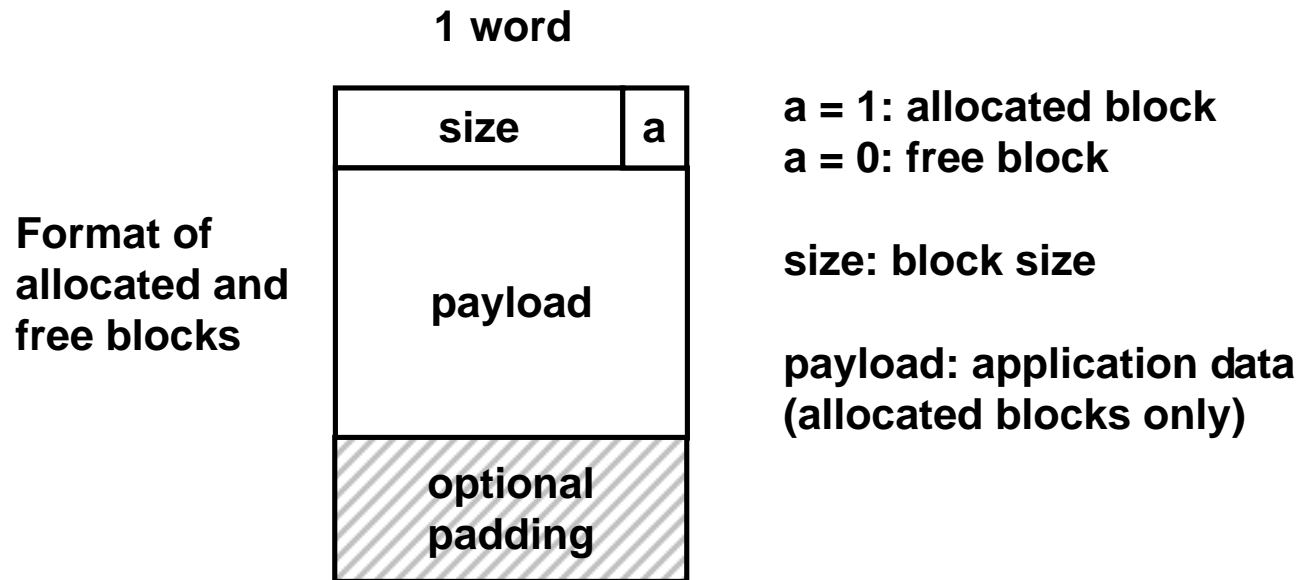 1 word
size
a
a = 1: allocated block
a = 0: free block
Format of
allocated and
free blocks
payload
size: block size
payload: application data
(allocated blocks only)
optional
padding